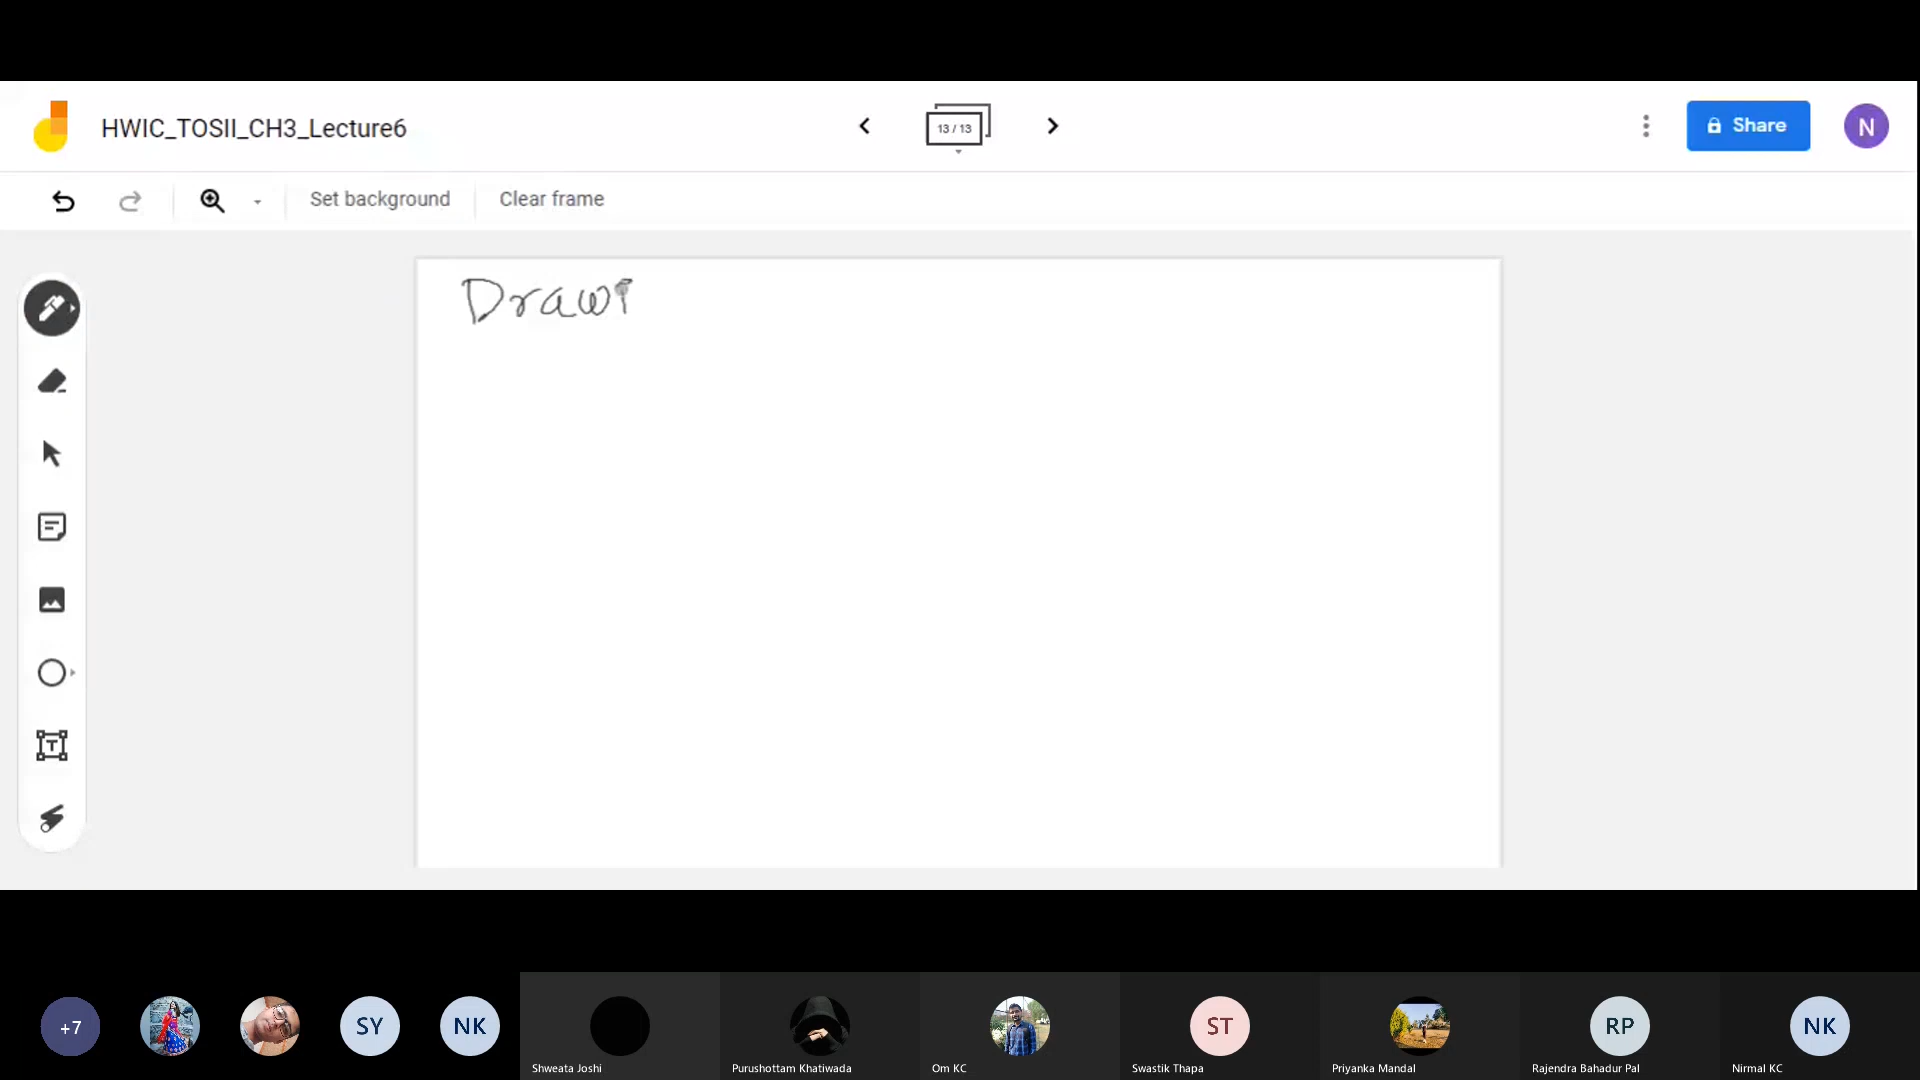 HWIC_TOSII_CH3_Lecture6
13 / 13
Share
N
Set background
Clear frame
Drawi
T
+7
SY
NK
ST
RP
NK
Shweata Joshi
Purushottam Khatiwada
Om KC
Swastik Thapa
Priyanka Mandal
Rajendra Bahadur Pal
Nirmal KC